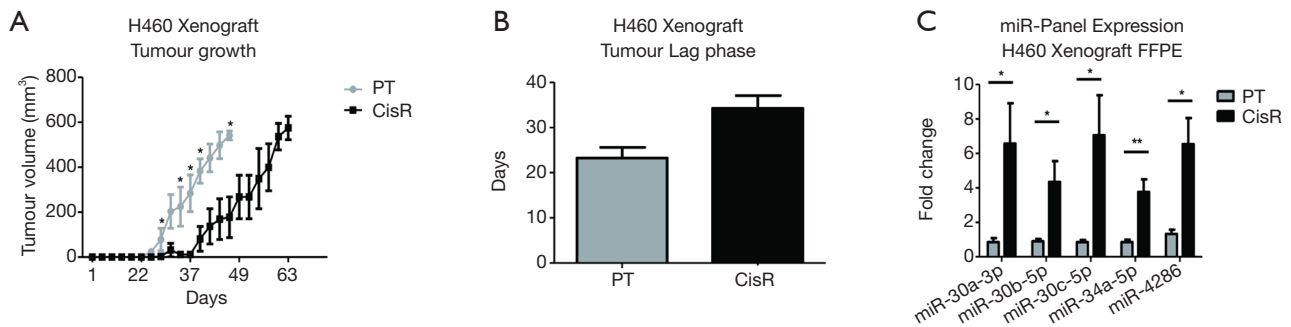 A
H460 Xenograft
Tumour growth
Tumour volume (mm³)
800
600
400
200
0
*
*
*
*
*
1
22
37
49
63
Days
PT
CisR
B
H460 Xenograft
Tumour Lag phase
Days
40
30
20
10
0
PT
CisR
C
miR-Panel Expression
H460 Xenograft FFPE
Fold change
10
8
6
4
2
0
*
*
*
**
*
miR-30a-3p
miR-30b-5p
miR-30c-5p
miR-34a-5p
miR-4286
PT
CisR